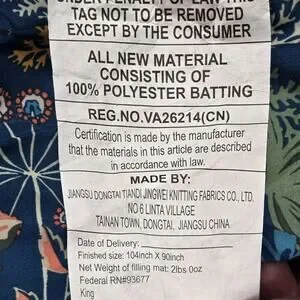 UNDER PENALTY OF LAW THIS
TAG NOT TO BE REMOVED
EXCEPT BY THE CONSUMER
ALL NEW MATERIAL
CONSISTING OF
100% POLYESTER BATTING
REG.NO.VA26214(CN)
Certification is made by the manufacturer
that the materials in this article are described
in accordance with law.
MADE BY:
JIANGSU DONGTAI TIANDI JINGWEI KNITTING FABRICS CO., LTD.
NO 6 LINTA VILLAGE
TAINAN TOWN, DONGTAI, JIANGSU CHINA
Date of Delivery:
Finished size: 104inch X 90inch
Net Weight of filling mat: 2lbs 0oz
Federal RN#93677
King